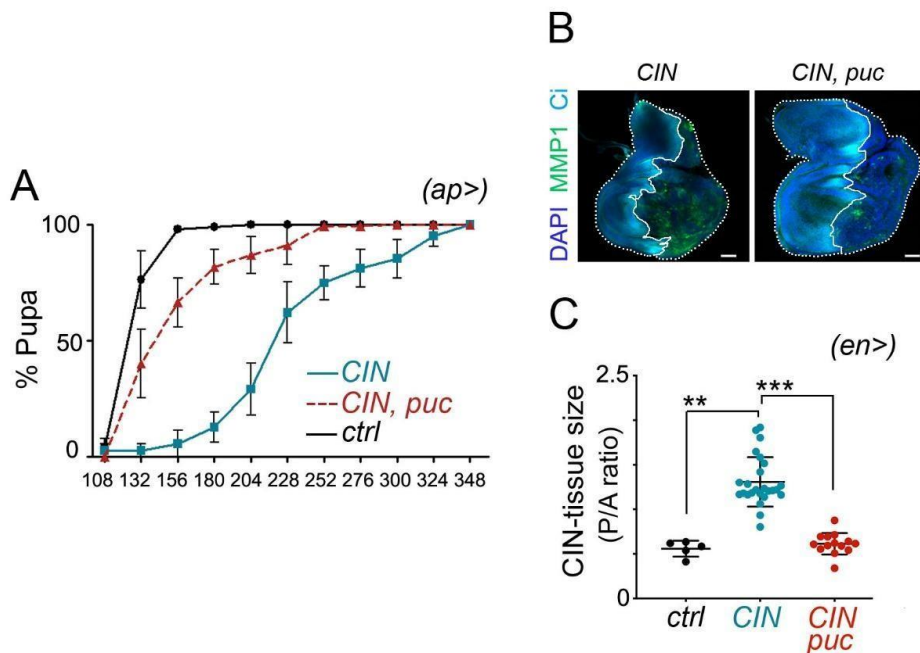 A
(ap>)
100
50
0
% Pupa
CIN
CIN, puc
ctrl
108 132 156 180 204 228 252 276 300 324 348
B
CIN
CIN, puc
DAPI MMP1 Ci
C
(en>)
2.5
0
CIN-tissue size
(P/A ratio)
**
***
ctrl
CIN
CIN
puc